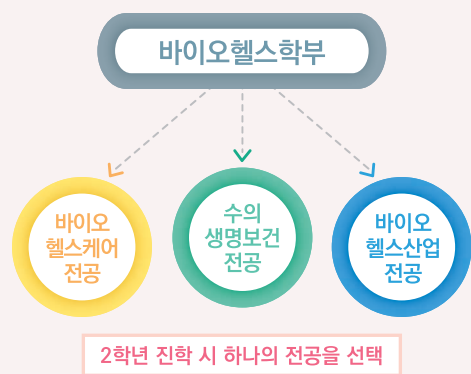 바이오헬스학부
바이오
헬스케어
전공
수의
생명보건
전공
바이오
헬스산업
전공
2학년 진학 시 하나의 전공을 선택